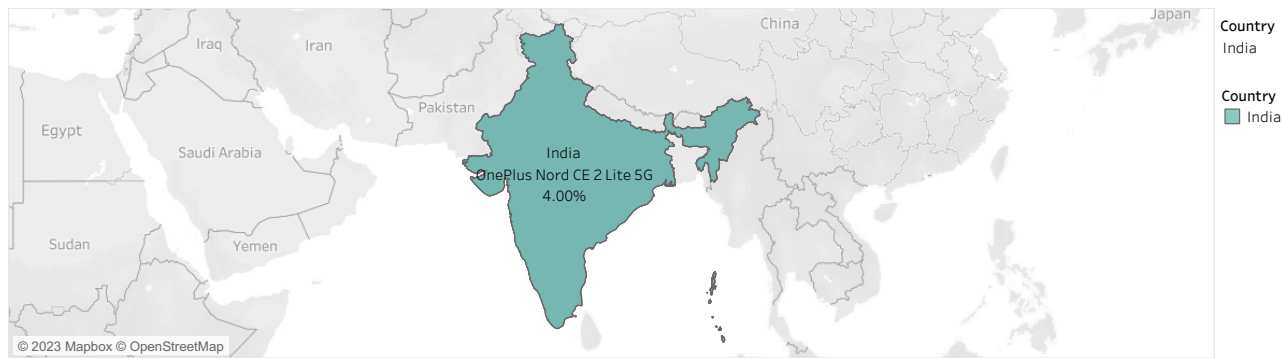 China
Japan
Country
India
Iraq
Iran
Pakistan
Country
India
Egypt
Saudi Arabia
India
OnePlus Nord CE 2 Lite 5G
4.00%
Sudan
Yemen
© 2023 Mapbox © OpenStreetMap